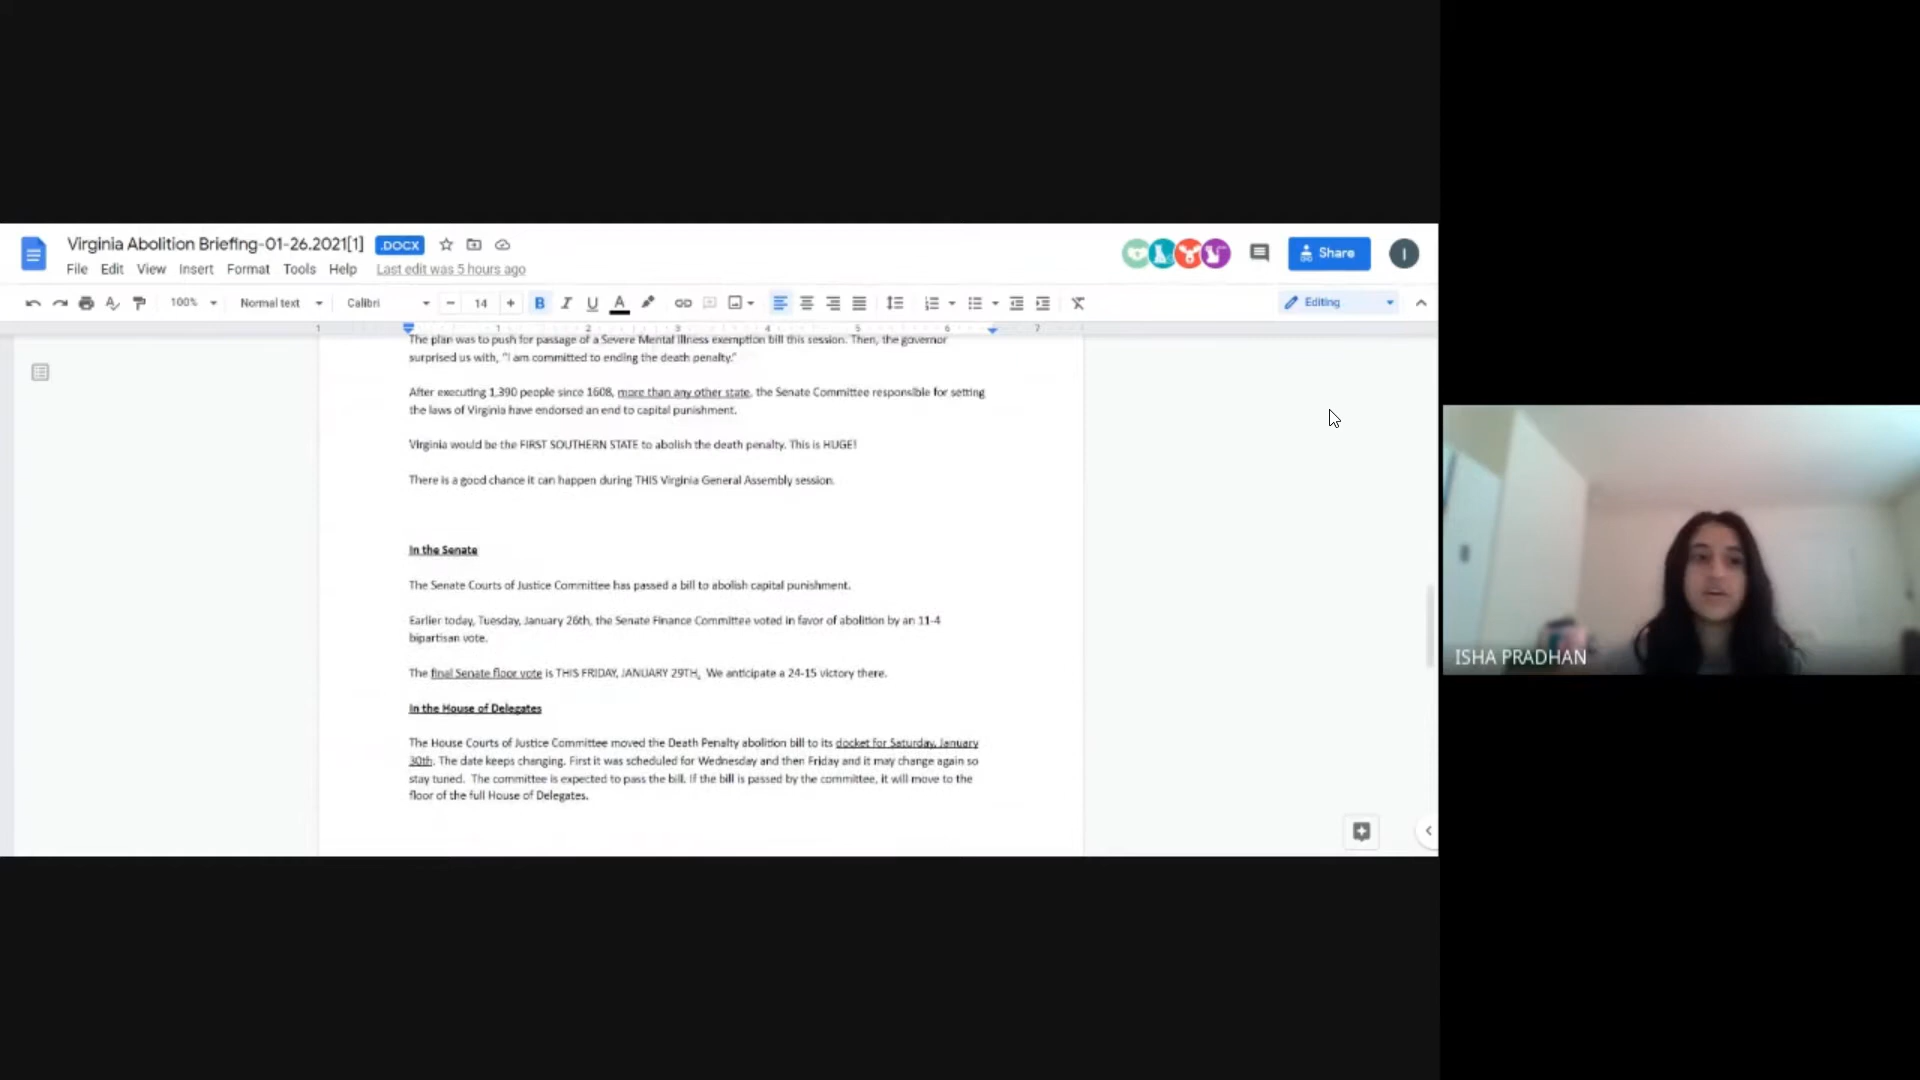 Virginia Abolition Briefing-01-26.2021[1] .DOCX
File Edit View Insert Format Tools Help Last edit was 5 hours ago
Share
I
100% Normal text Calibri - 14 + B I U A Editing
1 1 2 3 4 5 6 7
The plan was to push for passage of a Severe Mental Illness exemption bill this session. Then, the governor
surprised us with, "I am committed to ending the death penalty."
After executing 1,390 people since 1608, more than any other state, the Senate Committee responsible for setting
the laws of Virginia have endorsed an end to capital punishment.
Virginia would be the FIRST SOUTHERN STATE to abolish the death penalty. This is HUGE!
There is a good chance it can happen during THIS Virginia General Assembly session.
In the Senate
The Senate Courts of Justice Committee has passed a bill to abolish capital punishment.
Earlier today, Tuesday, January 26th, the Senate Finance Committee voted in favor of abolition by an 11-4
bipartisan vote.
The final Senate floor vote is THIS FRIDAY, JANUARY 29TH, We anticipate a 24-15 victory there.
In the House of Delegates
The House Courts of Justice Committee moved the Death Penalty abolition bill to its docket for Saturday, January
30th. The date keeps changing. First it was scheduled for Wednesday and then Friday and it may change again so
stay tuned. The committee is expected to pass the bill. If the bill is passed by the committee, it will move to the
floor of the full House of Delegates.
ISHA PRADHAN